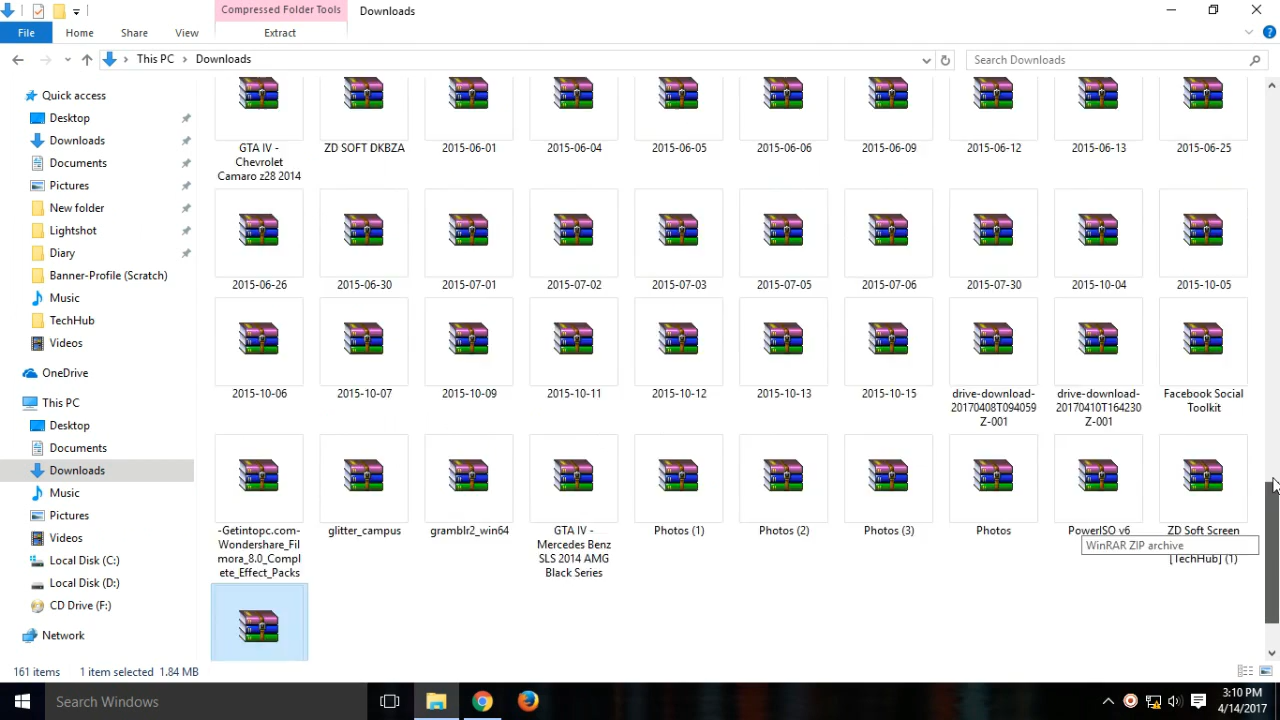 Compressed Folder Tools
Downloads
File
Home
Share
View
Extract
This PC
Downloads
Search Downloads
Quick access
Desktop
Downloads
Documents
Pictures
New folder
Lightshot
Diary
Banner-Profile (Scratch)
Music
TechHub
Videos
OneDrive
This PC
Desktop
Documents
Downloads
Music
Pictures
Videos
Local Disk (C:)
Local Disk (D:)
CD Drive (F:)
Network
GTA IV -
Chevrolet
Camaro z28 2014
ZD SOFT DKBZA
2015-06-01
2015-06-04
2015-06-05
2015-06-06
2015-06-09
2015-06-12
2015-06-13
2015-06-25
2015-06-26
2015-06-30
2015-07-01
2015-07-02
2015-07-03
2015-07-05
2015-07-06
2015-07-30
2015-10-04
2015-10-05
2015-10-06
2015-10-07
2015-10-09
2015-10-11
2015-10-12
2015-10-13
2015-10-15
drive-download-
20170408T094059
Z-001
drive-download-
20170410T164230
Z-001
Facebook Social
Toolkit
-Getintopc.com-
Wondershare_Fil
mora_8.0_Compl
ete_Effect_Packs
glitter_campus
gramblr2_win64
GTA IV -
Mercedes Benz
SLS 2014 AMG
Black Series
Photos (1)
Photos (2)
Photos (3)
Photos
PowerISO v6
ZD Soft Screen
[TechHub] (1)
WinRAR ZIP archive
161 items
1 item selected 1.84 MB
Search Windows
3:10 PM
4/14/2017